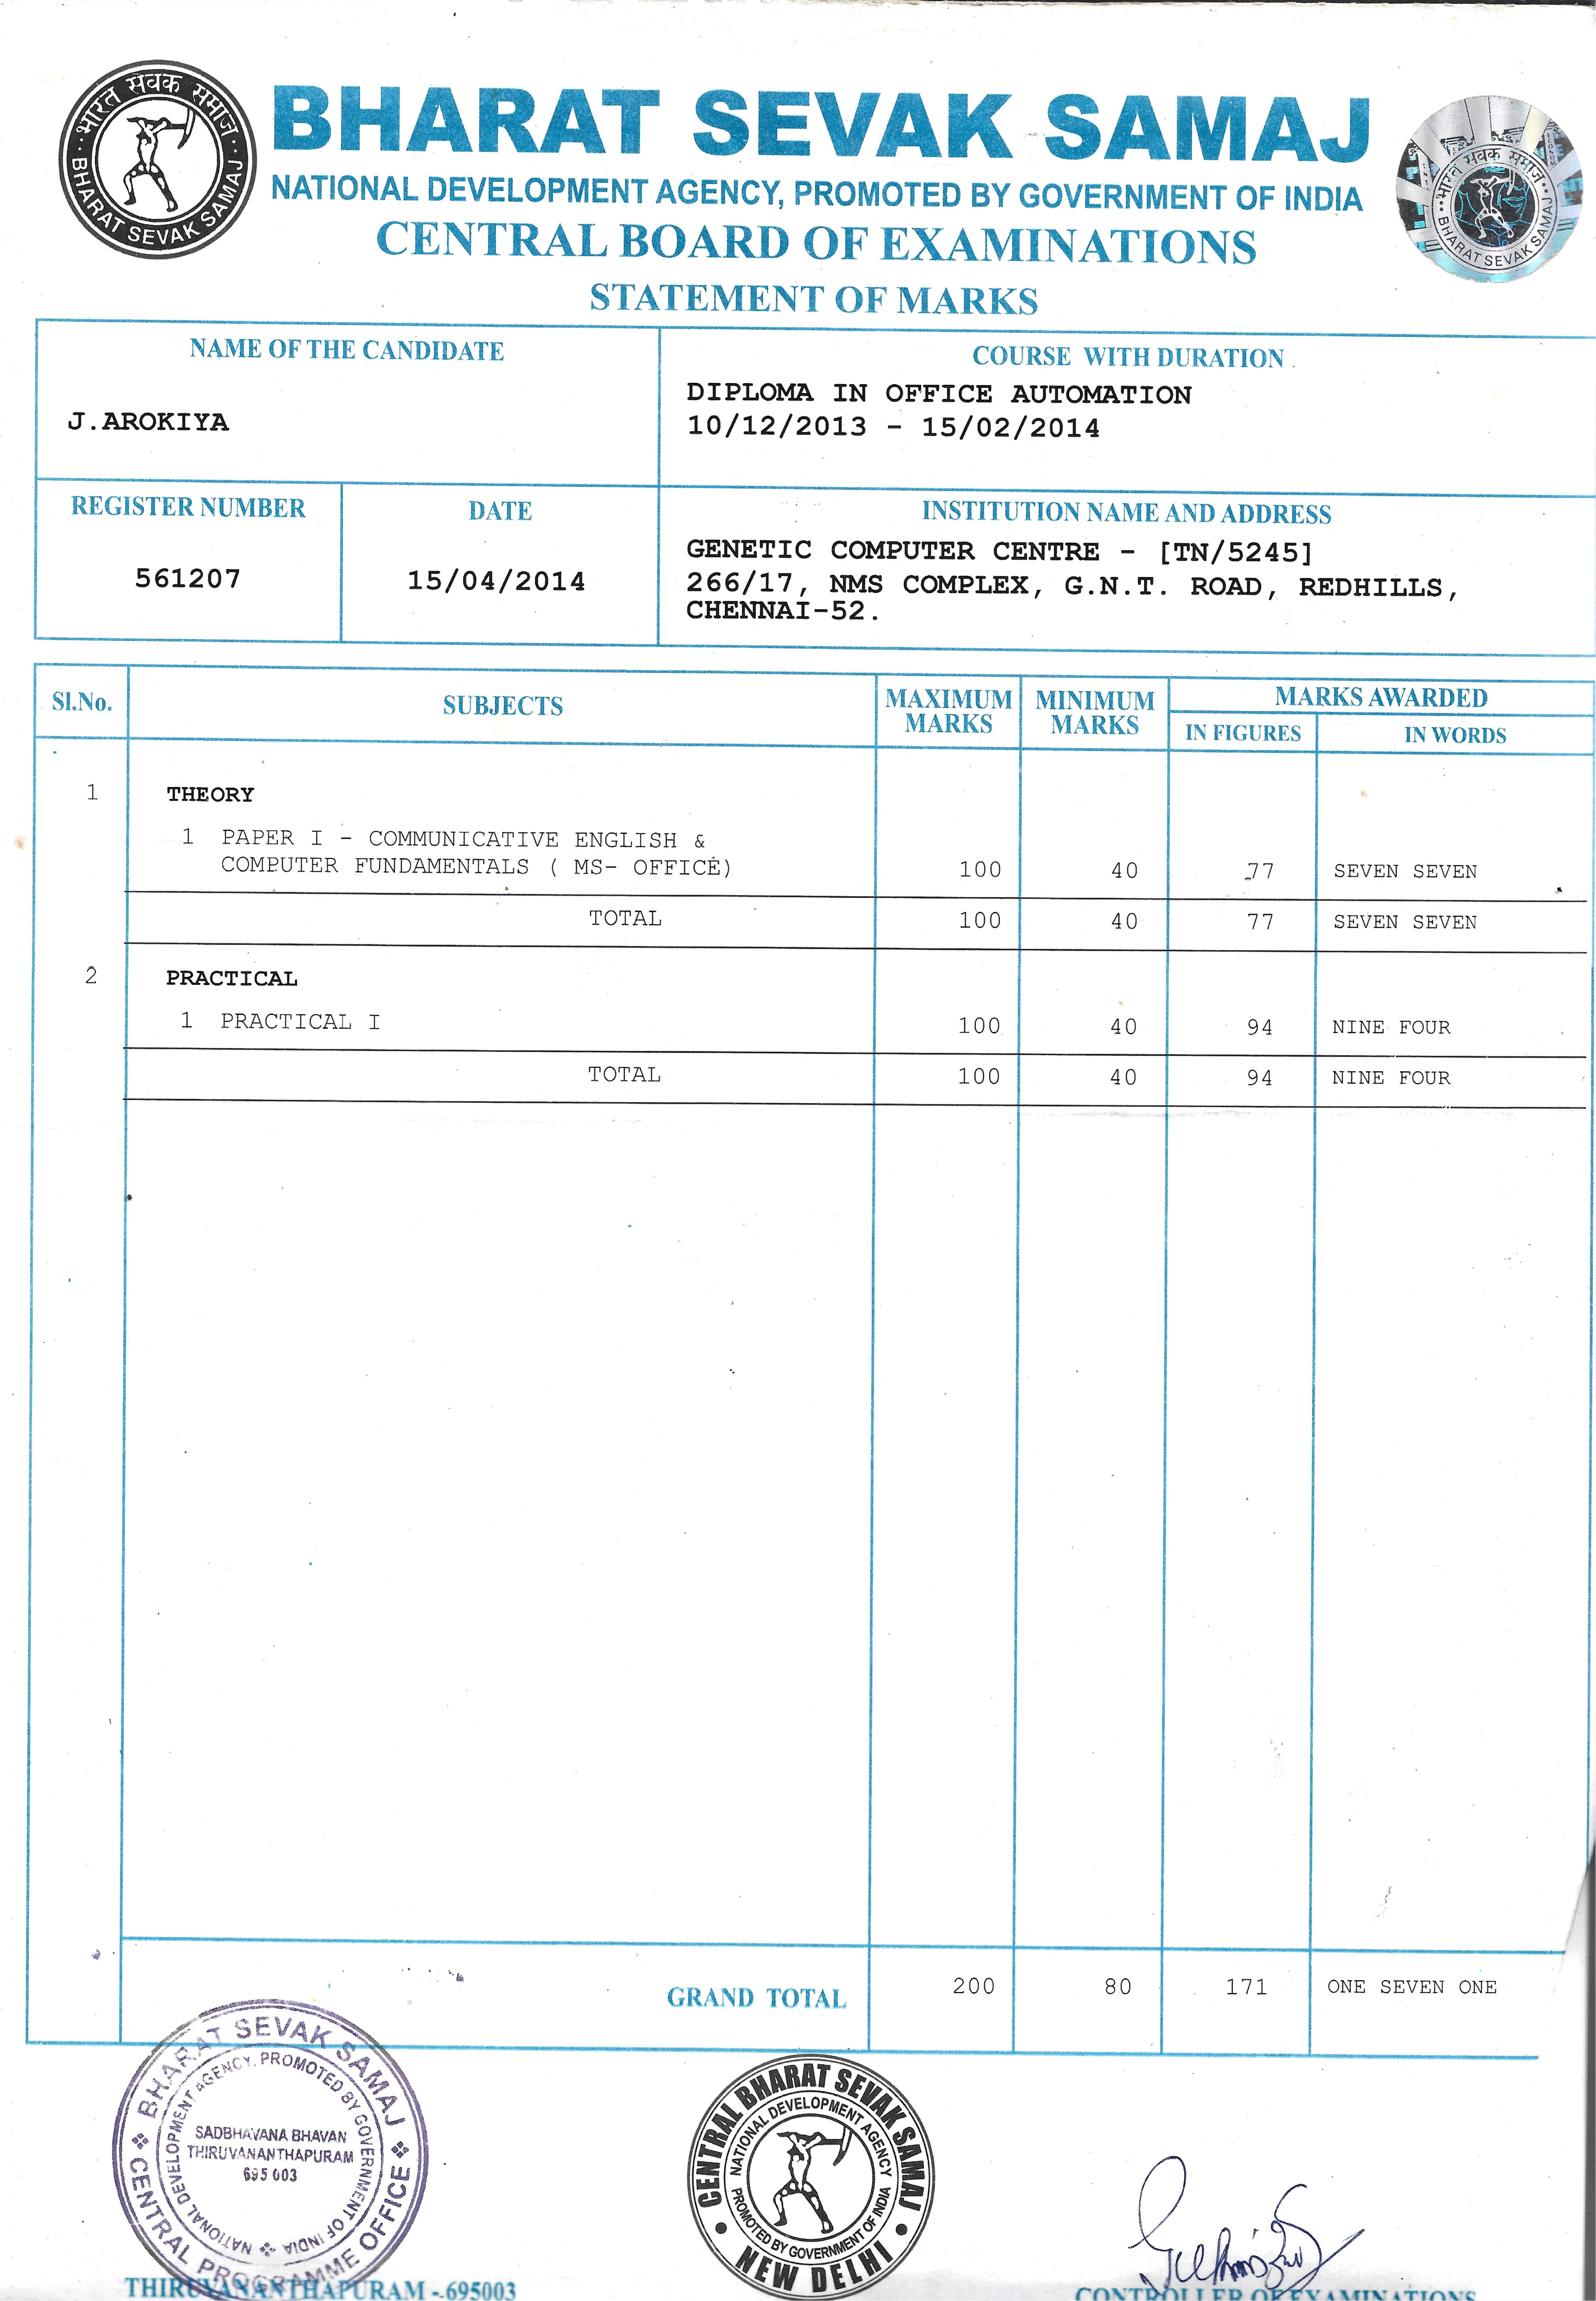 भारत सेवक समाज
BHARAT SEVAK SAMAJ
BHARAT SEVAK SAMAJ
NATIONAL DEVELOPMENT AGENCY, PROMOTED BY GOVERNMENT OF INDIA
CENTRAL BOARD OF EXAMINATIONS
STATEMENT OF MARKS
भारत सेवक समाज
BHARAT SEVAK SAMAJ
NAME OF THE CANDIDATE
J.AROKIYA
COURSE WITH DURATION
DIPLOMA IN OFFICE AUTOMATION
10/12/2013 - 15/02/2014
REGISTER NUMBER
561207
DATE
15/04/2014
INSTITUTION NAME AND ADDRESS
GENETIC COMPUTER CENTRE - [TN/5245]
266/17, NMS COMPLEX, G.N.T. ROAD, REDHILLS,
CHENNAI-52.
Sl.No. SUBJECTS MAXIMUM MARKS MINIMUM MARKS MARKS AWARDED
IN FIGURES IN WORDS
1 THEORY
1 PAPER I - COMMUNICATIVE ENGLISH &
COMPUTER FUNDAMENTALS ( MS- OFFICE) 100 40 77 SEVEN SEVEN
TOTAL 100 40 77 SEVEN SEVEN
2 PRACTICAL
1 PRACTICAL I 100 40 94 NINE FOUR
TOTAL 100 40 94 NINE FOUR
GRAND TOTAL 200 80 171 ONE SEVEN ONE
BHARAT SEVAK SAMAJ
CENTRAL PROGRAMME OFFICE
NATIONAL DEVELOPMENT AGENCY, PROMOTED BY GOVERNMENT OF INDIA
SADBHAVANA BHAVAN
THIRUVANANTHAPURAM
695 003
CENTRAL BHARAT SEVAK SAMAJ
NEW DELHI
NATIONAL DEVELOPMENT AGENCY
PROMOTED BY GOVERNMENT OF INDIA
THIRUVANANTHAPURAM - 695003
CONTROLLER OF EXAMINATIONS